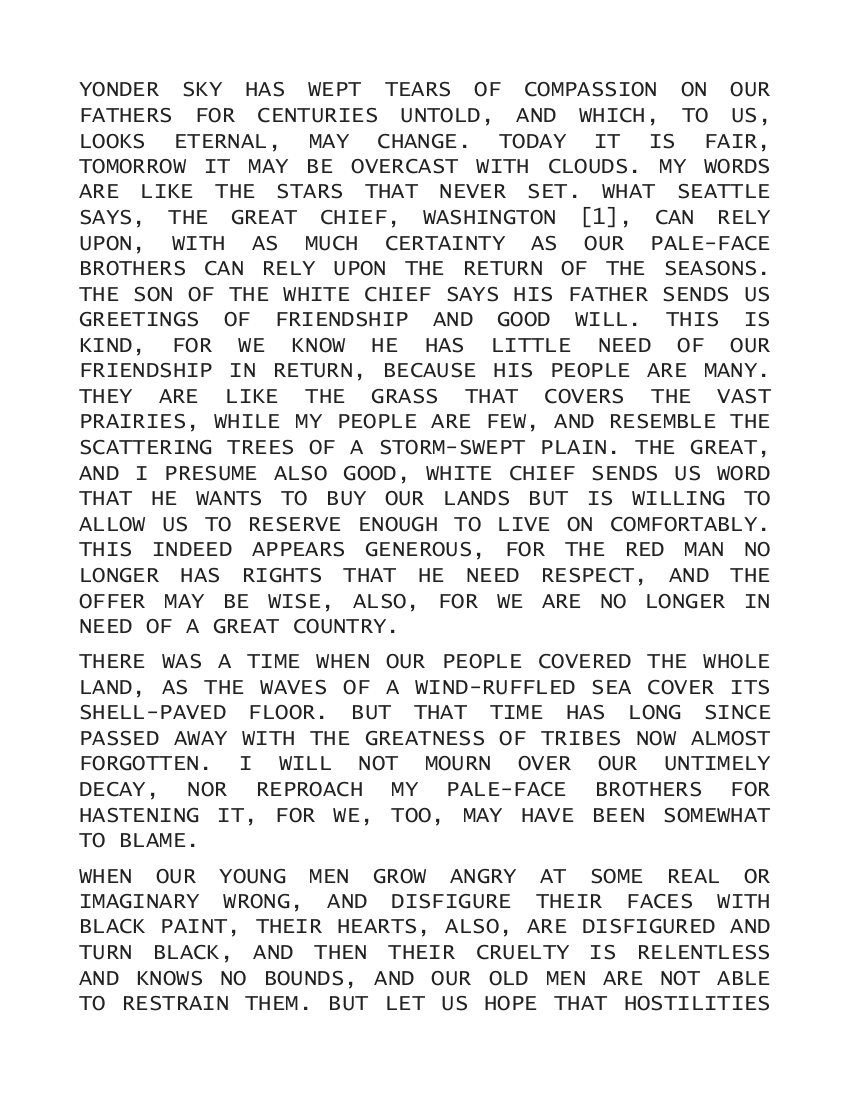 YONDER SKY HAS WEPT TEARS OF COMPASSION ON OUR
FATHERS FOR CENTURIES UNTOLD, AND WHICH, TO US,
LOOKS ETERNAL, MAY CHANGE. TODAY IT IS FAIR,
TOMORROW IT MAY BE OVERCAST WITH CLOUDS. MY WORDS
ARE LIKE THE STARS THAT NEVER SET. WHAT SEATTLE
SAYS, THE GREAT CHIEF, WASHINGTON [1], CAN RELY
UPON, WITH AS MUCH CERTAINTY AS OUR PALE-FACE
BROTHERS CAN RELY UPON THE RETURN OF THE SEASONS.
THE SON OF THE WHITE CHIEF SAYS HIS FATHER SENDS US
GREETINGS OF FRIENDSHIP AND GOOD WILL. THIS IS
KIND, FOR WE KNOW HE HAS LITTLE NEED OF OUR
FRIENDSHIP IN RETURN, BECAUSE HIS PEOPLE ARE MANY.
THEY ARE LIKE THE GRASS THAT COVERS THE VAST
PRAIRIES, WHILE MY PEOPLE ARE FEW, AND RESEMBLE THE
SCATTERING TREES OF A STORM-SWEPT PLAIN. THE GREAT,
AND I PRESUME ALSO GOOD, WHITE CHIEF SENDS US WORD
THAT HE WANTS TO BUY OUR LANDS BUT IS WILLING TO
ALLOW US TO RESERVE ENOUGH TO LIVE ON COMFORTABLY.
THIS INDEED APPEARS GENEROUS, FOR THE RED MAN NO
LONGER HAS RIGHTS THAT HE NEED RESPECT, AND THE
OFFER MAY BE WISE, ALSO, FOR WE ARE NO LONGER IN
NEED OF A GREAT COUNTRY.
THERE WAS A TIME WHEN OUR PEOPLE COVERED THE WHOLE
LAND, AS THE WAVES OF A WIND-RUFFLED SEA COVER ITS
SHELL-PAVED FLOOR. BUT THAT TIME HAS LONG SINCE
PASSED AWAY WITH THE GREATNESS OF TRIBES NOW ALMOST
FORGOTTEN. I WILL NOT MOURN OVER OUR UNTIMELY
DECAY, NOR REPROACH MY PALE-FACE BROTHERS FOR
HASTENING IT, FOR WE, TOO, MAY HAVE BEEN SOMEWHAT
TO BLAME.
WHEN OUR YOUNG MEN GROW ANGRY AT SOME REAL OR
IMAGINARY WRONG, AND DISFIGURE THEIR FACES WITH
BLACK PAINT, THEIR HEARTS, ALSO, ARE DISFIGURED AND
TURN BLACK, AND THEN THEIR CRUELTY IS RELENTLESS
AND KNOWS NO BOUNDS, AND OUR OLD MEN ARE NOT ABLE
TO RESTRAIN THEM. BUT LET US HOPE THAT HOSTILITIES